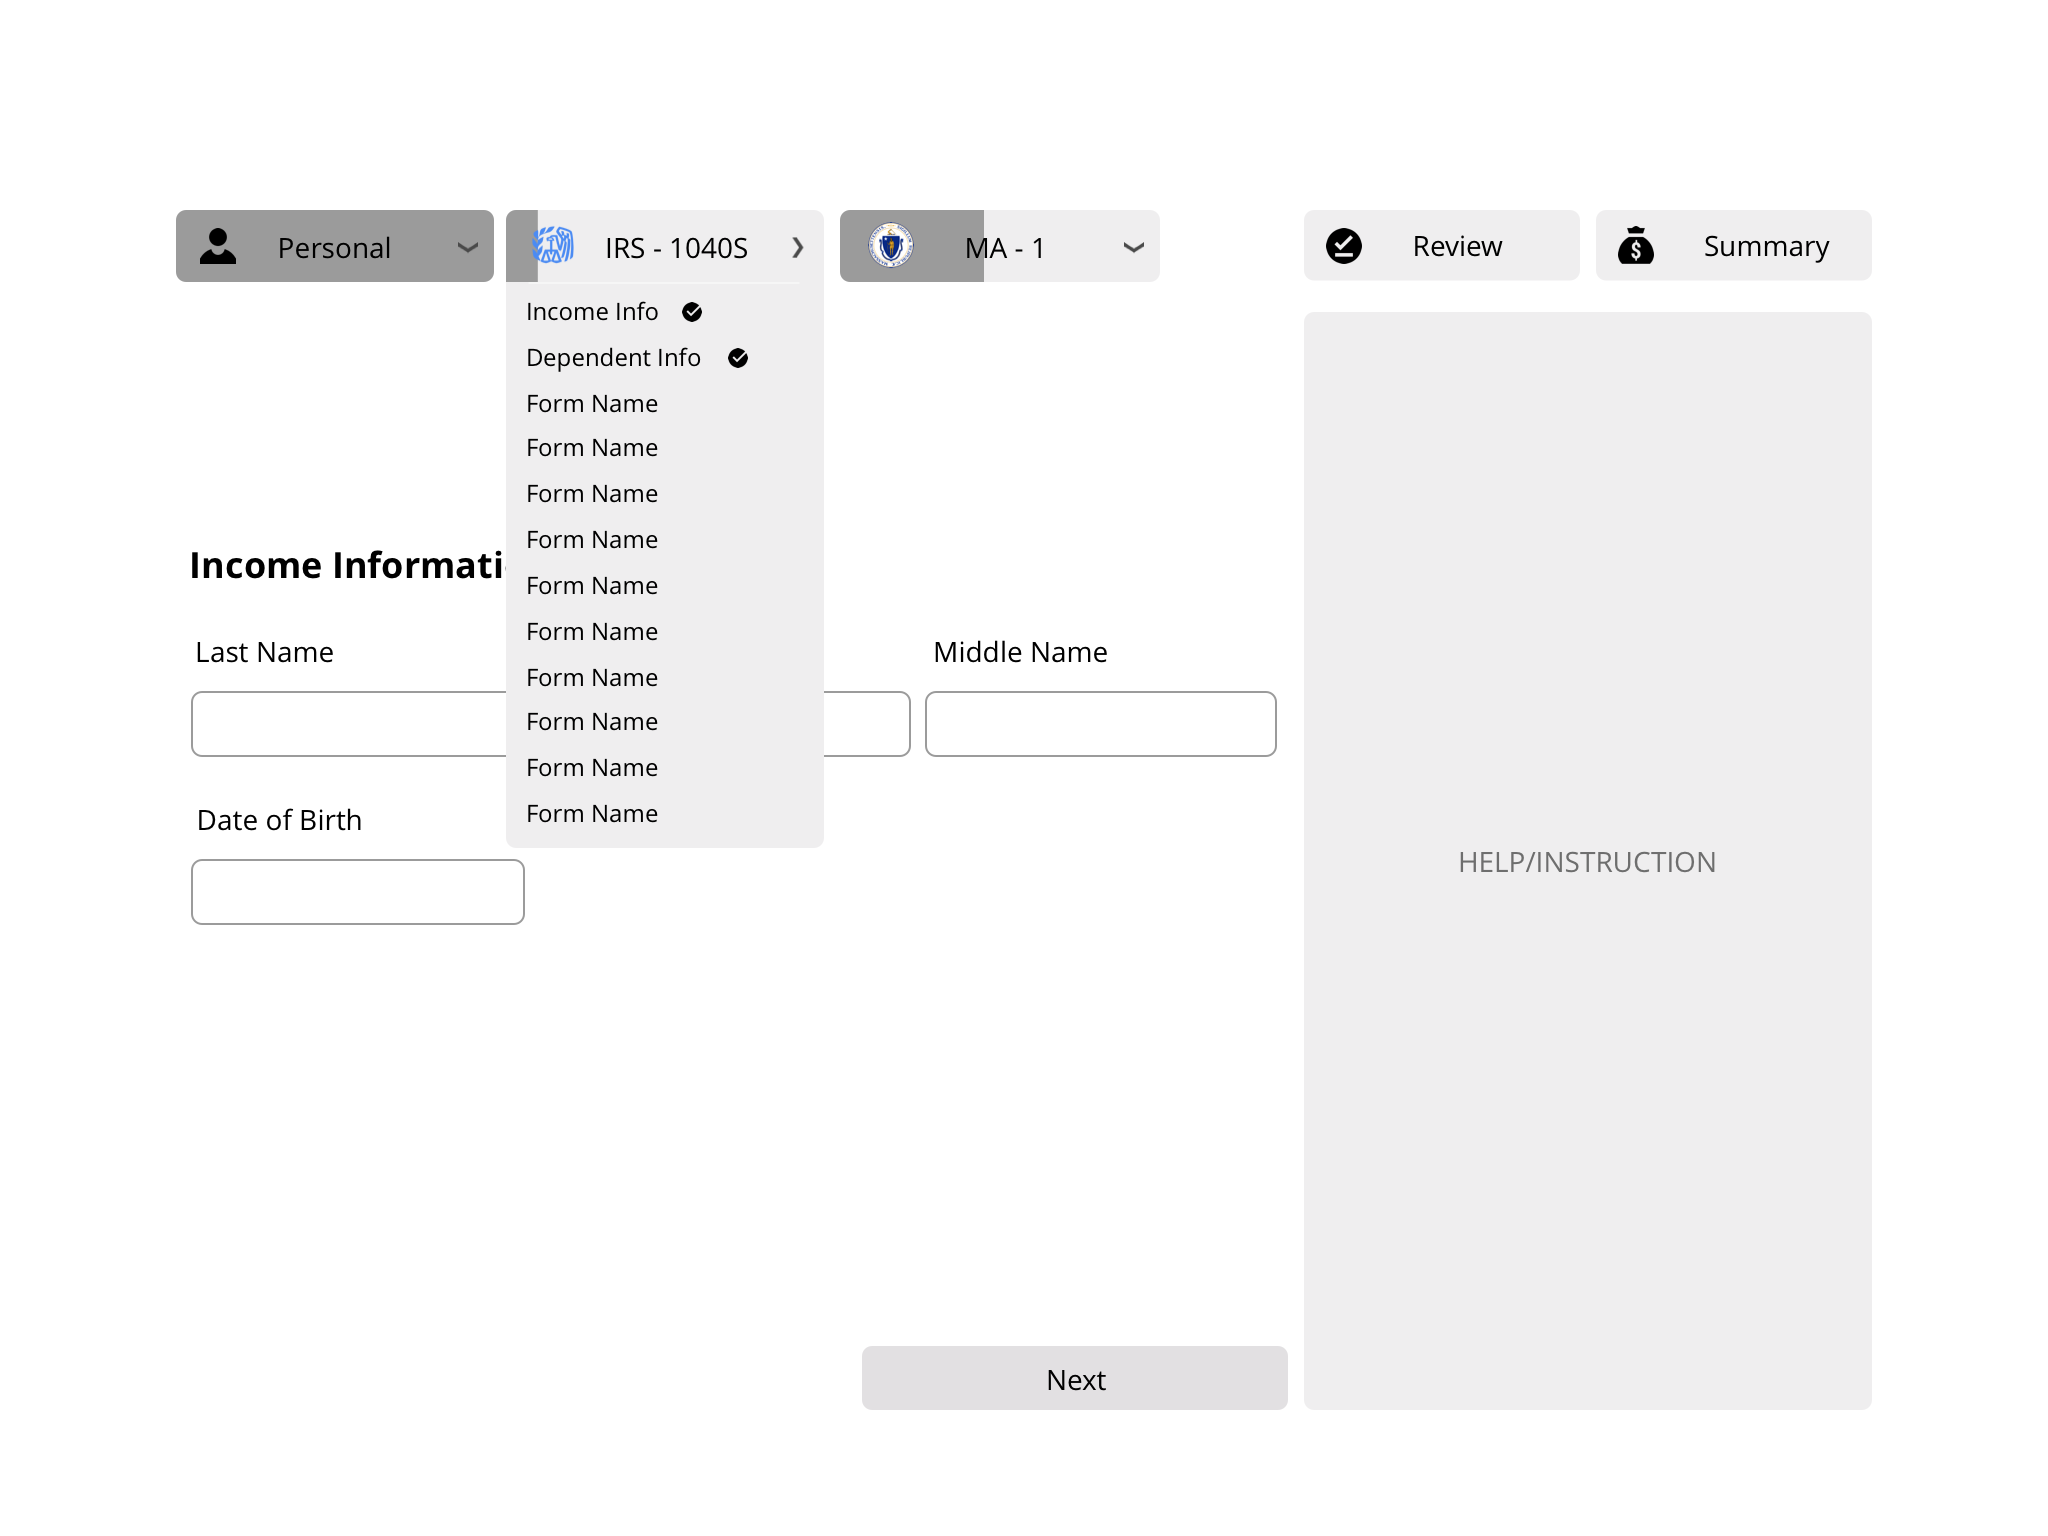 Personal
IRS - 1040S
MA - 1
Review
Summary
Income Info
Dependent Info
Form Name
Form Name
Form Name
Form Name
Form Name
Form Name
Form Name
Form Name
Form Name
Form Name
Income Informati
Last Name
Middle Name
Date of Birth
HELP/INSTRUCTION
Next